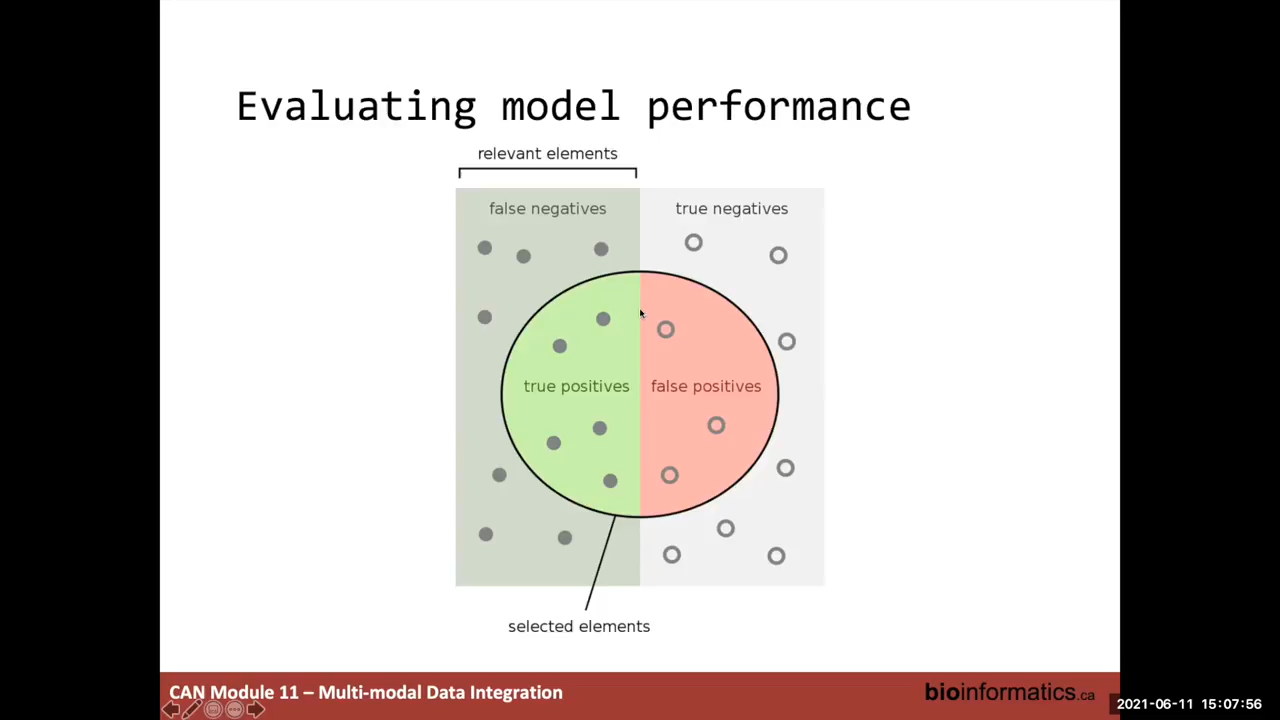 Evaluating model performance
relevant elements
false negatives
true negatives
true positives
false positives
selected elements
CAN Module 11 – Multi-modal Data Integration
bioinformatics.ca
2021-06-11 15:07:56